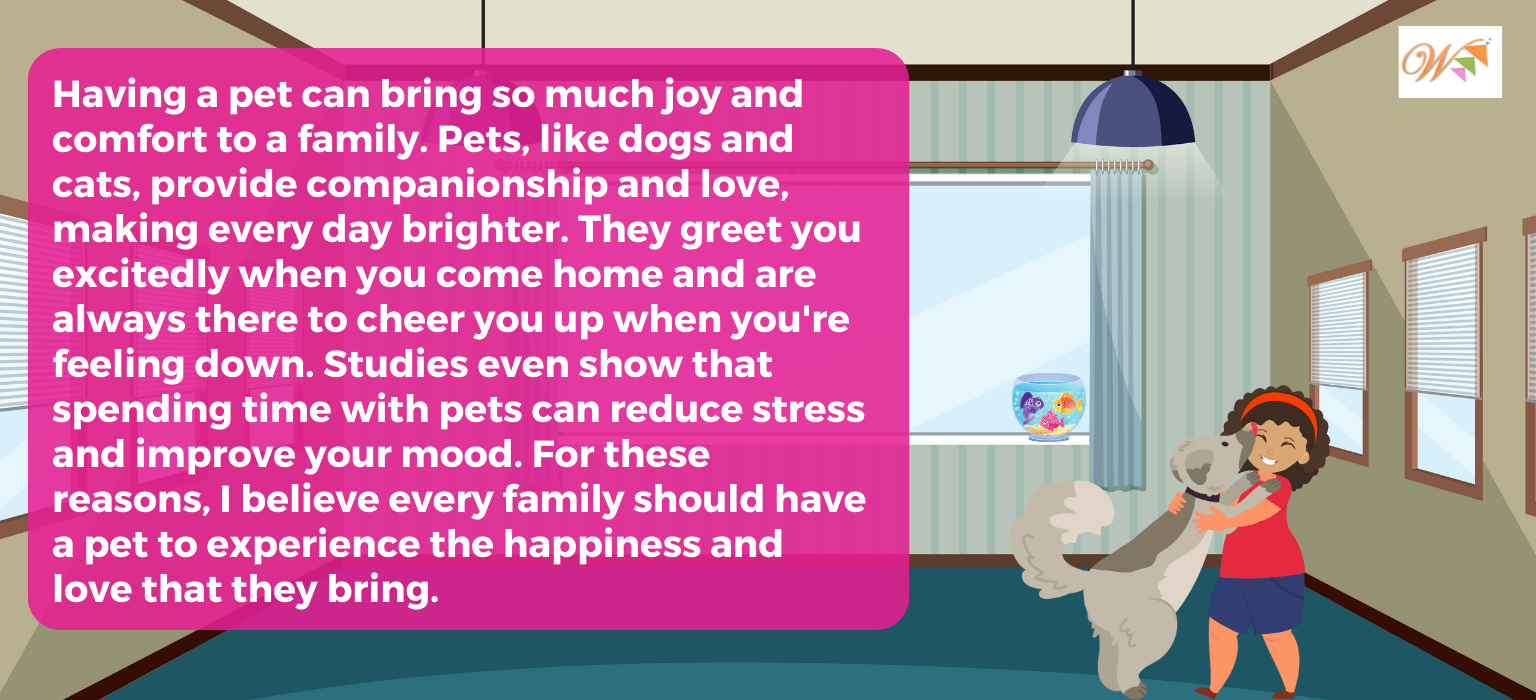 Having a pet can bring so much joy and
comfort to a family. Pets, like dogs and
cats, provide companionship and love,
making every day brighter. They greet you
excitedly when you come home and are
always there to cheer you up when you're
feeling down. Studies even show that
spending time with pets can reduce stress
and improve your mood. For these
reasons, I believe every family should have
a pet to experience the happiness and
love that they bring.
W